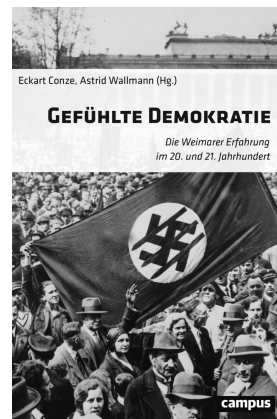 Eckart Conze, Astrid Wallmann (Hg.)
GEFÜHLTE DEMOKRATIE
Die Weimarer Erfahrung
im 20. und 21. Jahrhundert
campus